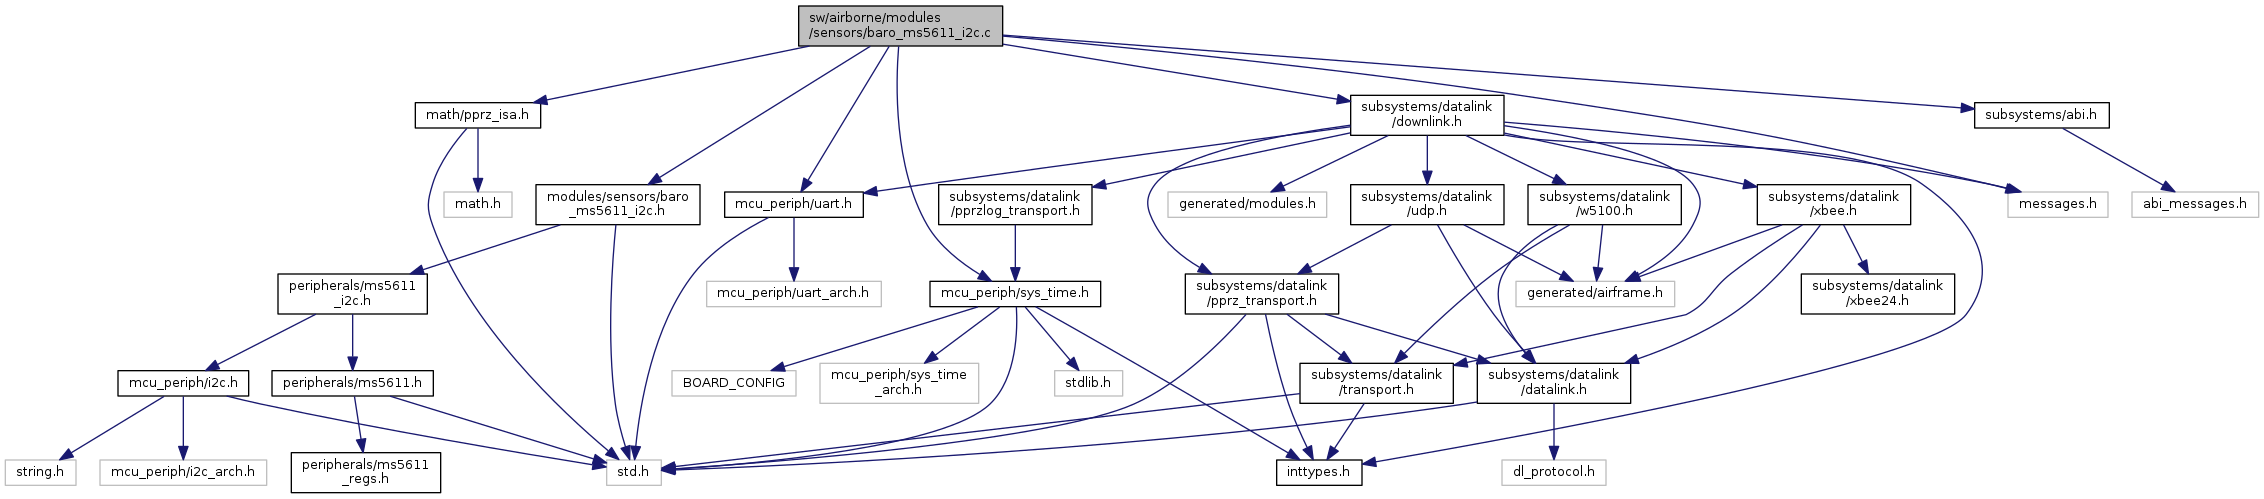 sw/airborne/modules
/sensors/baro_ms5611_i2c.c
math/pprz_isa.h
subsystems/datalink
/downlink.h
subsystems/abi.h
math.h
modules/sensors/baro
_ms5611_i2c.h
mcu_periph/uart.h
subsystems/datalink
/pprzlog_transport.h
generated/modules.h
subsystems/datalink
/udp.h
subsystems/datalink
/w5100.h
subsystems/datalink
/xbee.h
messages.h
abi_messages.h
peripherals/ms5611
_i2c.h
mcu_periph/uart_arch.h
mcu_periph/sys_time.h
subsystems/datalink
/pprz_transport.h
generated/airframe.h
subsystems/datalink
/xbee24.h
mcu_periph/i2c.h
peripherals/ms5611.h
BOARD_CONFIG
mcu_periph/sys_time
_arch.h
stdlib.h
subsystems/datalink
/transport.h
subsystems/datalink
/datalink.h
string.h
mcu_periph/i2c_arch.h
peripherals/ms5611
_regs.h
std.h
inttypes.h
dl_protocol.h